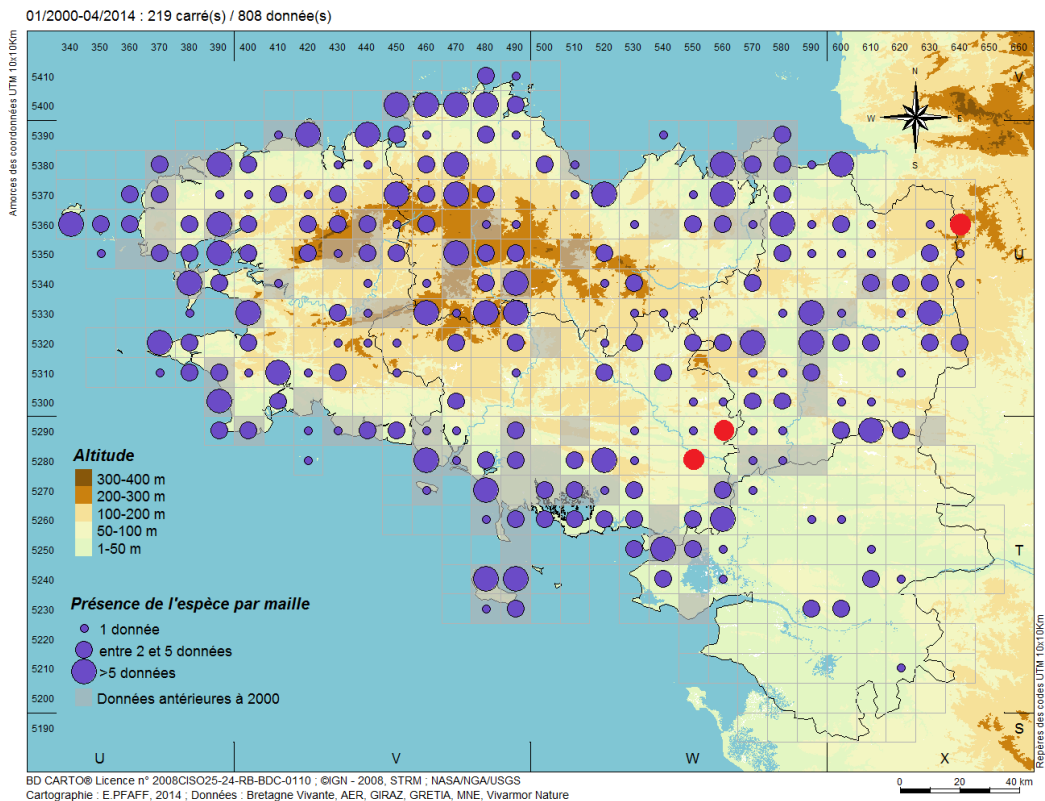 01/2000-04/2014 : 219 carré(s) / 808 donnée(s)
Amorces des coordonnées UTM 10x10Km
340 350 360 370 380 390 400 410 420 430 440 450 460 470 480 490 500 510 520 530 540 550 560 570 580 590 600 610 620 630 640 650 660
5410
5400
5390
5380
5370
5360
5350
5340
5330
5320
5310
5300
5290
5280
5270
5260
5250
5240
5230
5220
5210
5200
5190
N
W E
S
V
U
T
S
Altitude
300-400 m
200-300 m
100-200 m
50-100 m
1-50 m
Présence de l'espèce par maille
1 donnée
entre 2 et 5 données
>5 données
Données antérieures à 2000
U V W X
Repères des codes UTM 10x10Km
BD CARTO® Licence n° 2008CISO25-24-RB-BDC-0110 ; ©IGN - 2008, STRM ; NASA/NGA/USGS
Cartographie : E.PFAFF, 2014 ; Données : Bretagne Vivante, AER, GIRAZ, GRETIA, MNE, Vivarmor Nature
0 20 40 km